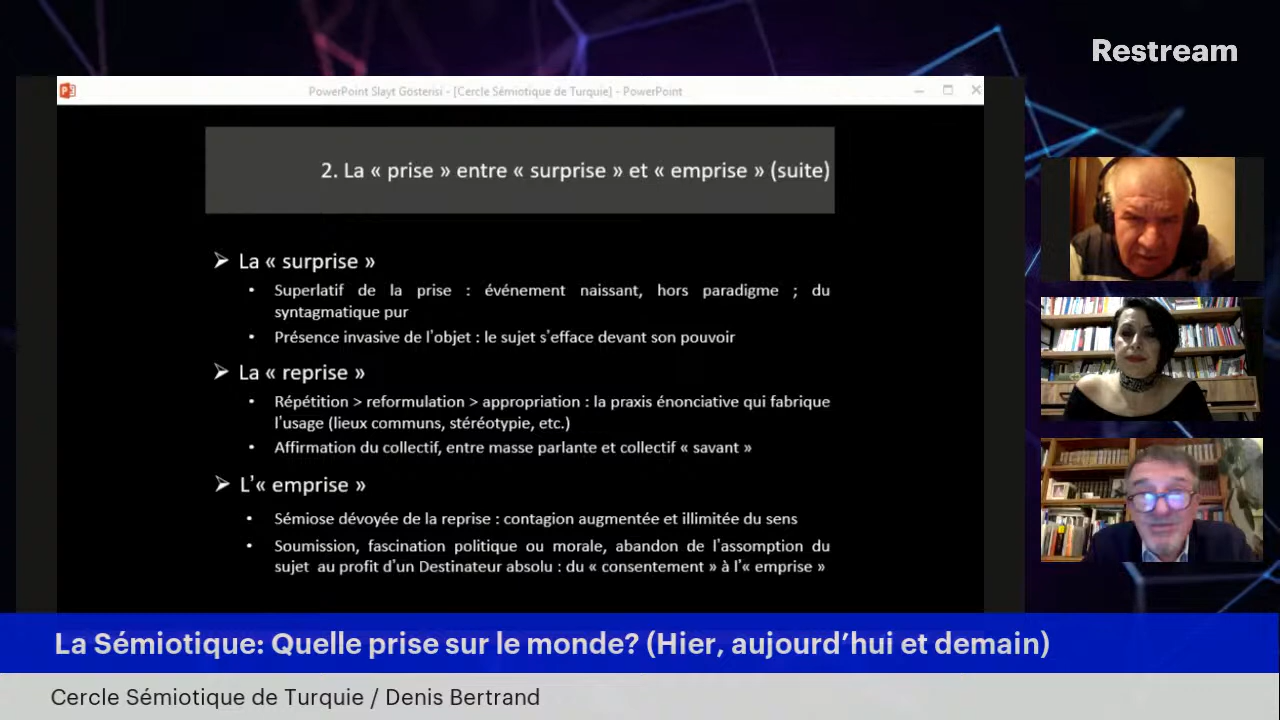 Restream
PowerPoint Slayt Gösterisi - [Cercle Sémiotique de Turquie] - PowerPoint
2. La « prise » entre « surprise » et « emprise » (suite)
➢ La « surprise »
• Superlatif de la prise : événement naissant, hors paradigme ; du
syntagmatique pur
• Présence invasive de l'objet : le sujet s'efface devant son pouvoir
➢ La « reprise »
• Répétition > reformulation > appropriation : la praxis énonciative qui fabrique
l'usage (lieux communs, stéréotypie, etc.)
• Affirmation du collectif, entre masse parlante et collectif « savant »
➢ L'« emprise »
• Sémiose dévoyée de la reprise : contagion augmentée et illimitée du sens
• Soumission, fascination politique ou morale, abandon de l'assomption du
sujet au profit d'un Destinateur absolu : du « consentement » à l'« emprise »
La Sémiotique: Quelle prise sur le monde? (Hier, aujourd’hui et demain)
Cercle Sémiotique de Turquie / Denis Bertrand